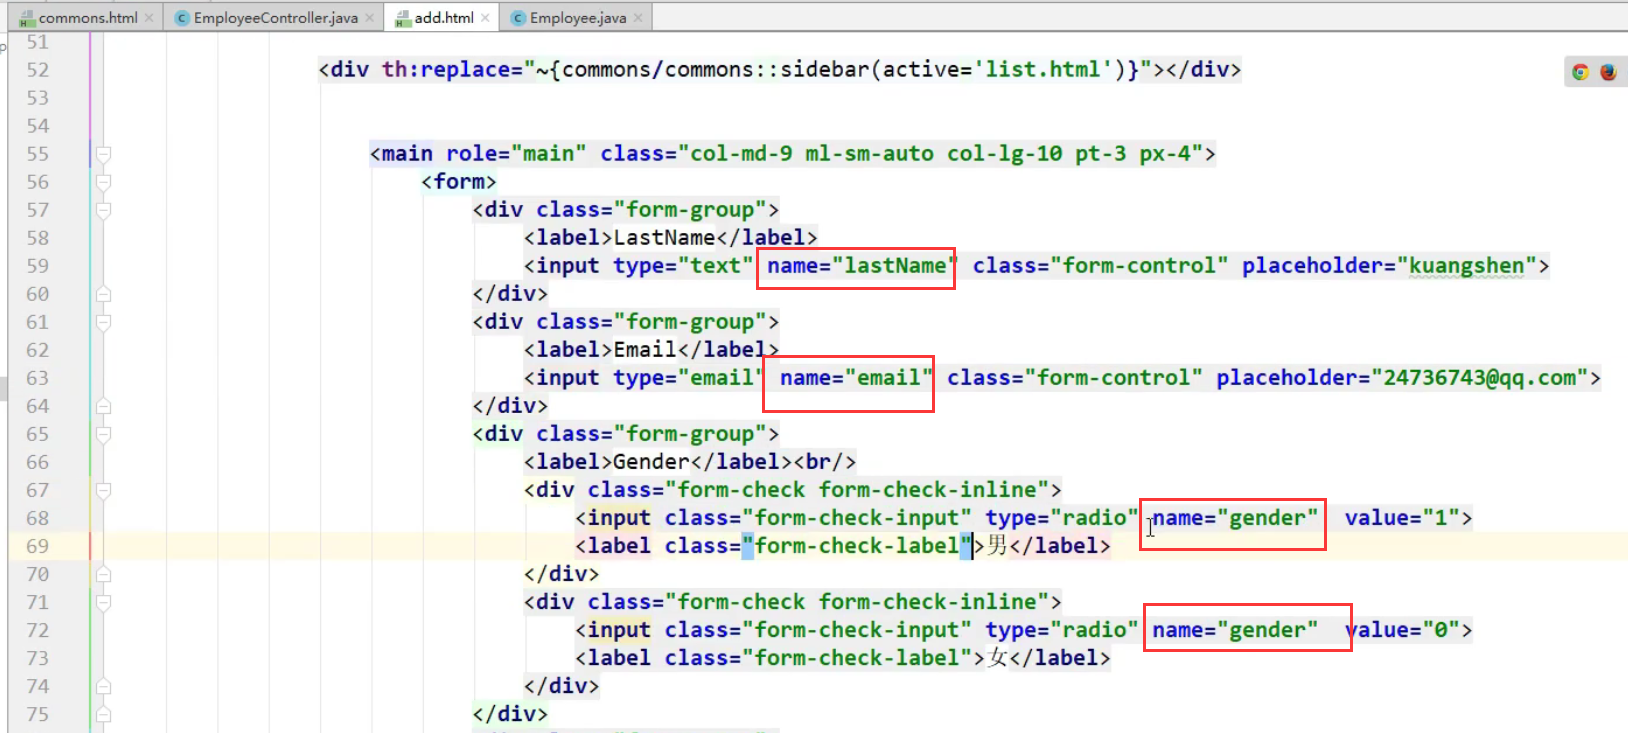 commons.html EmployeeController.java add.html Employee.java
51
52 <div th:replace="~{commons/commons::sidebar(active='list.html')}"></div>
53
54
55 <main role="main" class="col-md-9 ml-sm-auto col-lg-10 pt-3 px-4">
56 <form>
57 <div class="form-group">
58 <label>LastName</label>
59 <input type="text" name="lastName" class="form-control" placeholder="kuangshen">
60 </div>
61 <div class="form-group">
62 <label>Email</label>
63 <input type="email" name="email" class="form-control" placeholder="24736743@qq.com">
64 </div>
65 <div class="form-group">
66 <label>Gender</label><br/>
67 <div class="form-check form-check-inline">
68 <input class="form-check-input" type="radio" name="gender" value="1">
69 <label class="form-check-label">男</label>
70 </div>
71 <div class="form-check form-check-inline">
72 <input class="form-check-input" type="radio" name="gender" value="0">
73 <label class="form-check-label">女</label>
74 </div>
75 </div>